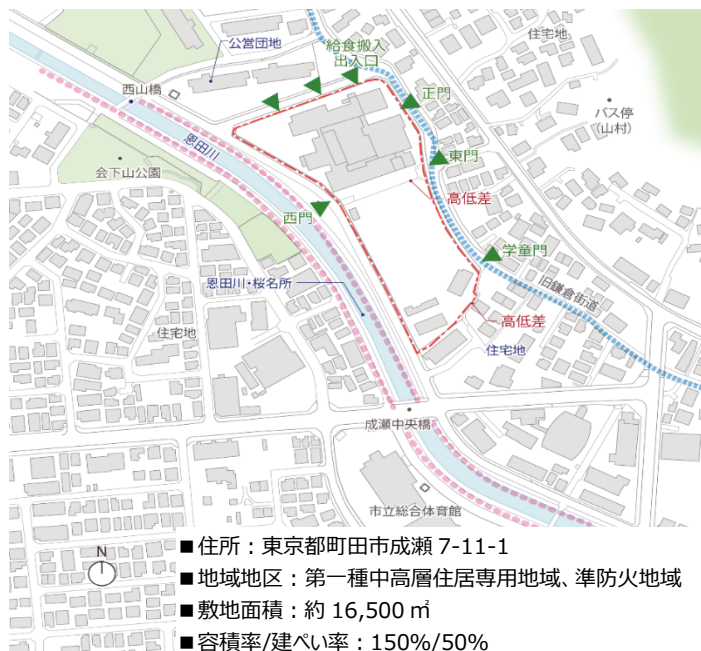 公営団地
給食搬入
出入口
住宅地
西山橋
正門
バス停
(山村)
恩田川
東門
会下山公園
高低差
西門
学童門
恩田川・桜名所
旧鎌倉街道
高低差
住宅地
住宅地
成瀬中央橋
市立総合体育館
N
■住所：東京都町田市成瀬 7-11-1
■地域地区：第一種中高層住居専用地域、準防火地域
■敷地面積：約 16,500 ㎡
■容積率/建ぺい率：150%/50%